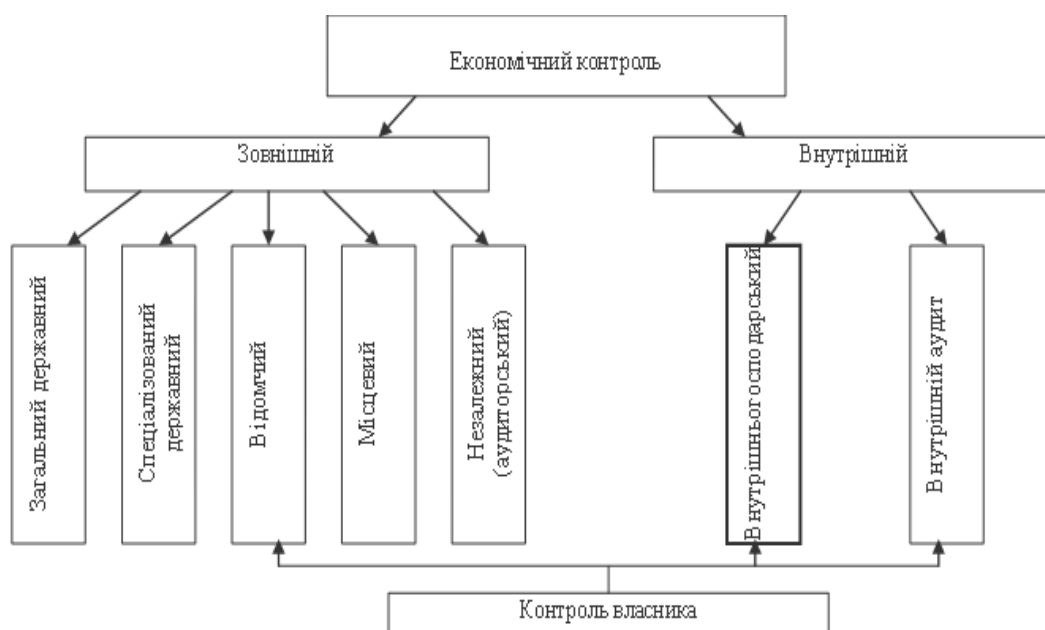 Економічний контроль
Зовнішній
Внутрішній
Загальний державний
Спеціалізований
державний
Відомчий
Місцевий
Незалежний
(аудиторський)
Внутрішньогосподарський
Внутрішній аудит
Контроль власника